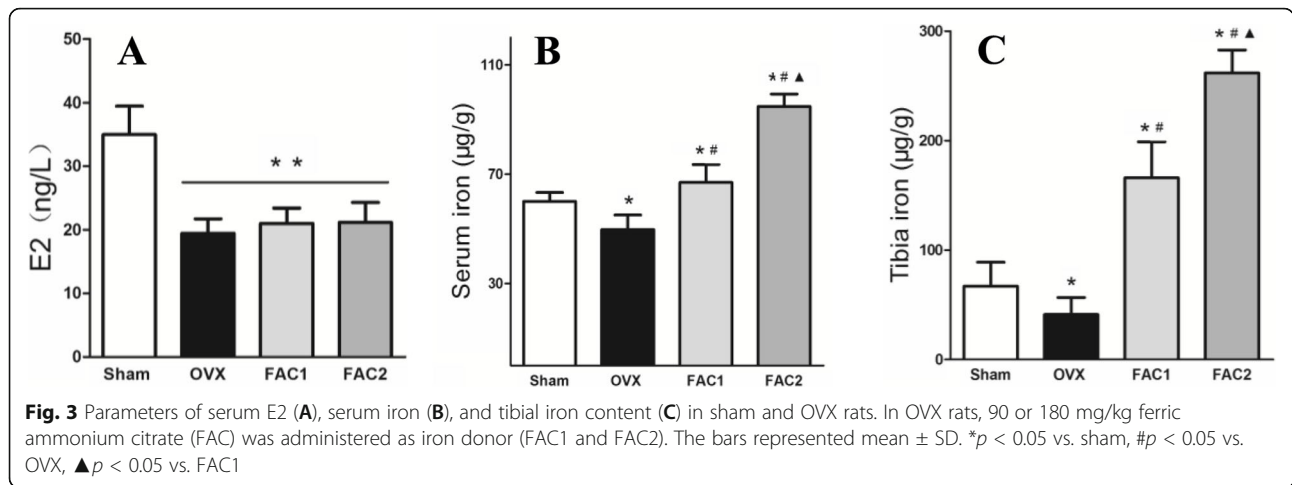 A
E2 (ng/L)
50
40
30
20
10
0
* *
Sham OVX FAC1 FAC2
B
Serum iron (µg/g)
110
70
30
*
* #
* # ▲
Sham OVX FAC1 FAC2
C
Tibia iron (µg/g)
300
200
100
0
*
* #
* # ▲
Sham OVX FAC1 FAC2
Fig. 3 Parameters of serum E2 (A), serum iron (B), and tibial iron content (C) in sham and OVX rats. In OVX rats, 90 or 180 mg/kg ferric
ammonium citrate (FAC) was administered as iron donor (FAC1 and FAC2). The bars represented mean ± SD. *p < 0.05 vs. sham, #p < 0.05 vs.
OVX, ▲p < 0.05 vs. FAC1